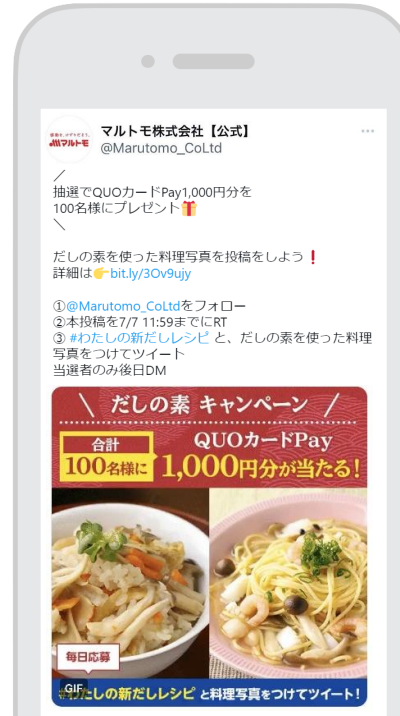 マルトモ
マルトモ株式会社【公式】
@Marutomo_CoLtd
／
抽選でQUOカードPay1,000円分を
100名様にプレゼント🎁
＼
だしの素を使った料理写真を投稿をしよう❗
詳細は👉bit.ly/3Ov9ujy
①@Marutomo_CoLtdをフォロー
②本投稿を7/7 11:59までにRT
③ #わたしの新だしレシピ と、だしの素を使った料理
写真をつけてツイート
当選者のみ後日DM
＼ だしの素 キャンペーン ／
合計
100名様に
QUOカードPay
1,000円分が当たる!
毎日応募
GIF
#わたしの新だしレシピ と料理写真をつけてツイート!